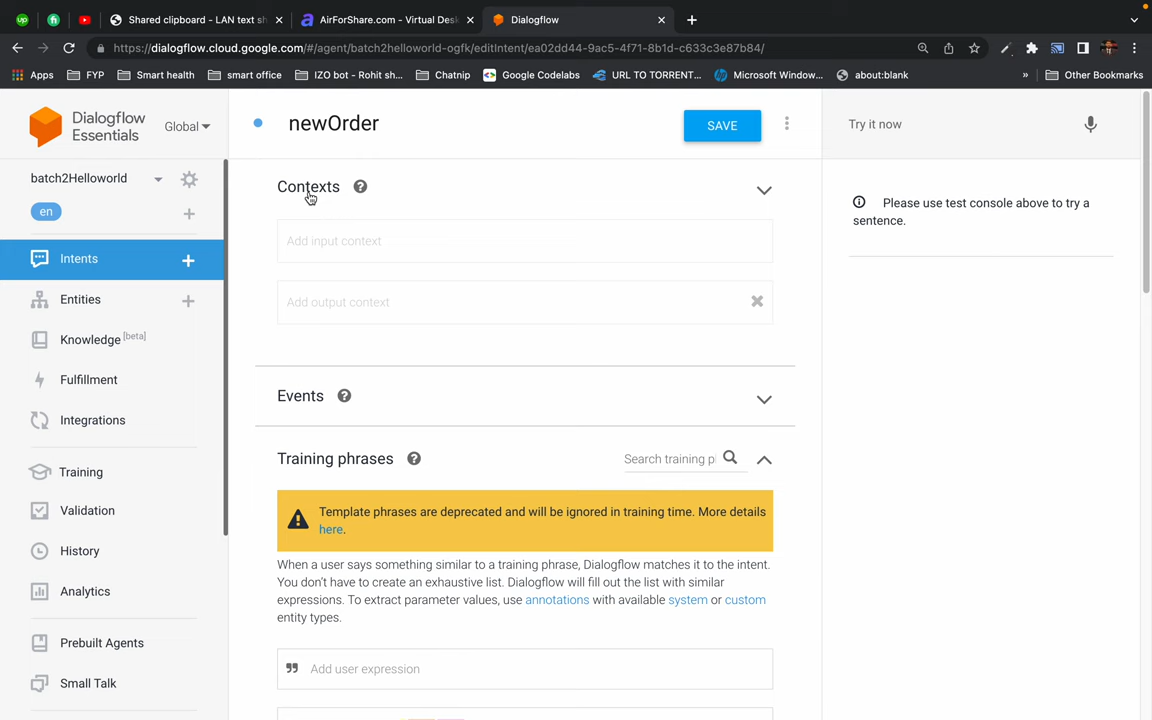 Shared clipboard - LAN text sh
AirForShare.com - Virtual Desk
Dialogflow
https://dialogflow.cloud.google.com/#/agent/batch2helloworld-ogfk/editIntent/ea02dd44-9ac5-4f71-8b1d-c633c3e87b84/
Apps
FYP
Smart health
smart office
IZO bot - Rohit sh...
Chatnip
Google Codelabs
URL TO TORRENT...
Microsoft Window...
about:blank
»
Other Bookmarks
Dialogflow
Essentials
Global
newOrder
SAVE
Try it now
batch2Helloworld
en
Intents
Entities
Knowledge [beta]
Fulfillment
Integrations
Training
Validation
History
Analytics
Prebuilt Agents
Small Talk
Contexts
Add input context
Add output context
Events
Training phrases
Search training p
Template phrases are deprecated and will be ignored in training time. More details
here.
When a user says something similar to a training phrase, Dialogflow matches it to the intent.
You don't have to create an exhaustive list. Dialogflow will fill out the list with similar
expressions. To extract parameter values, use annotations with available system or custom
entity types.
Add user expression
Please use test console above to try a
sentence.